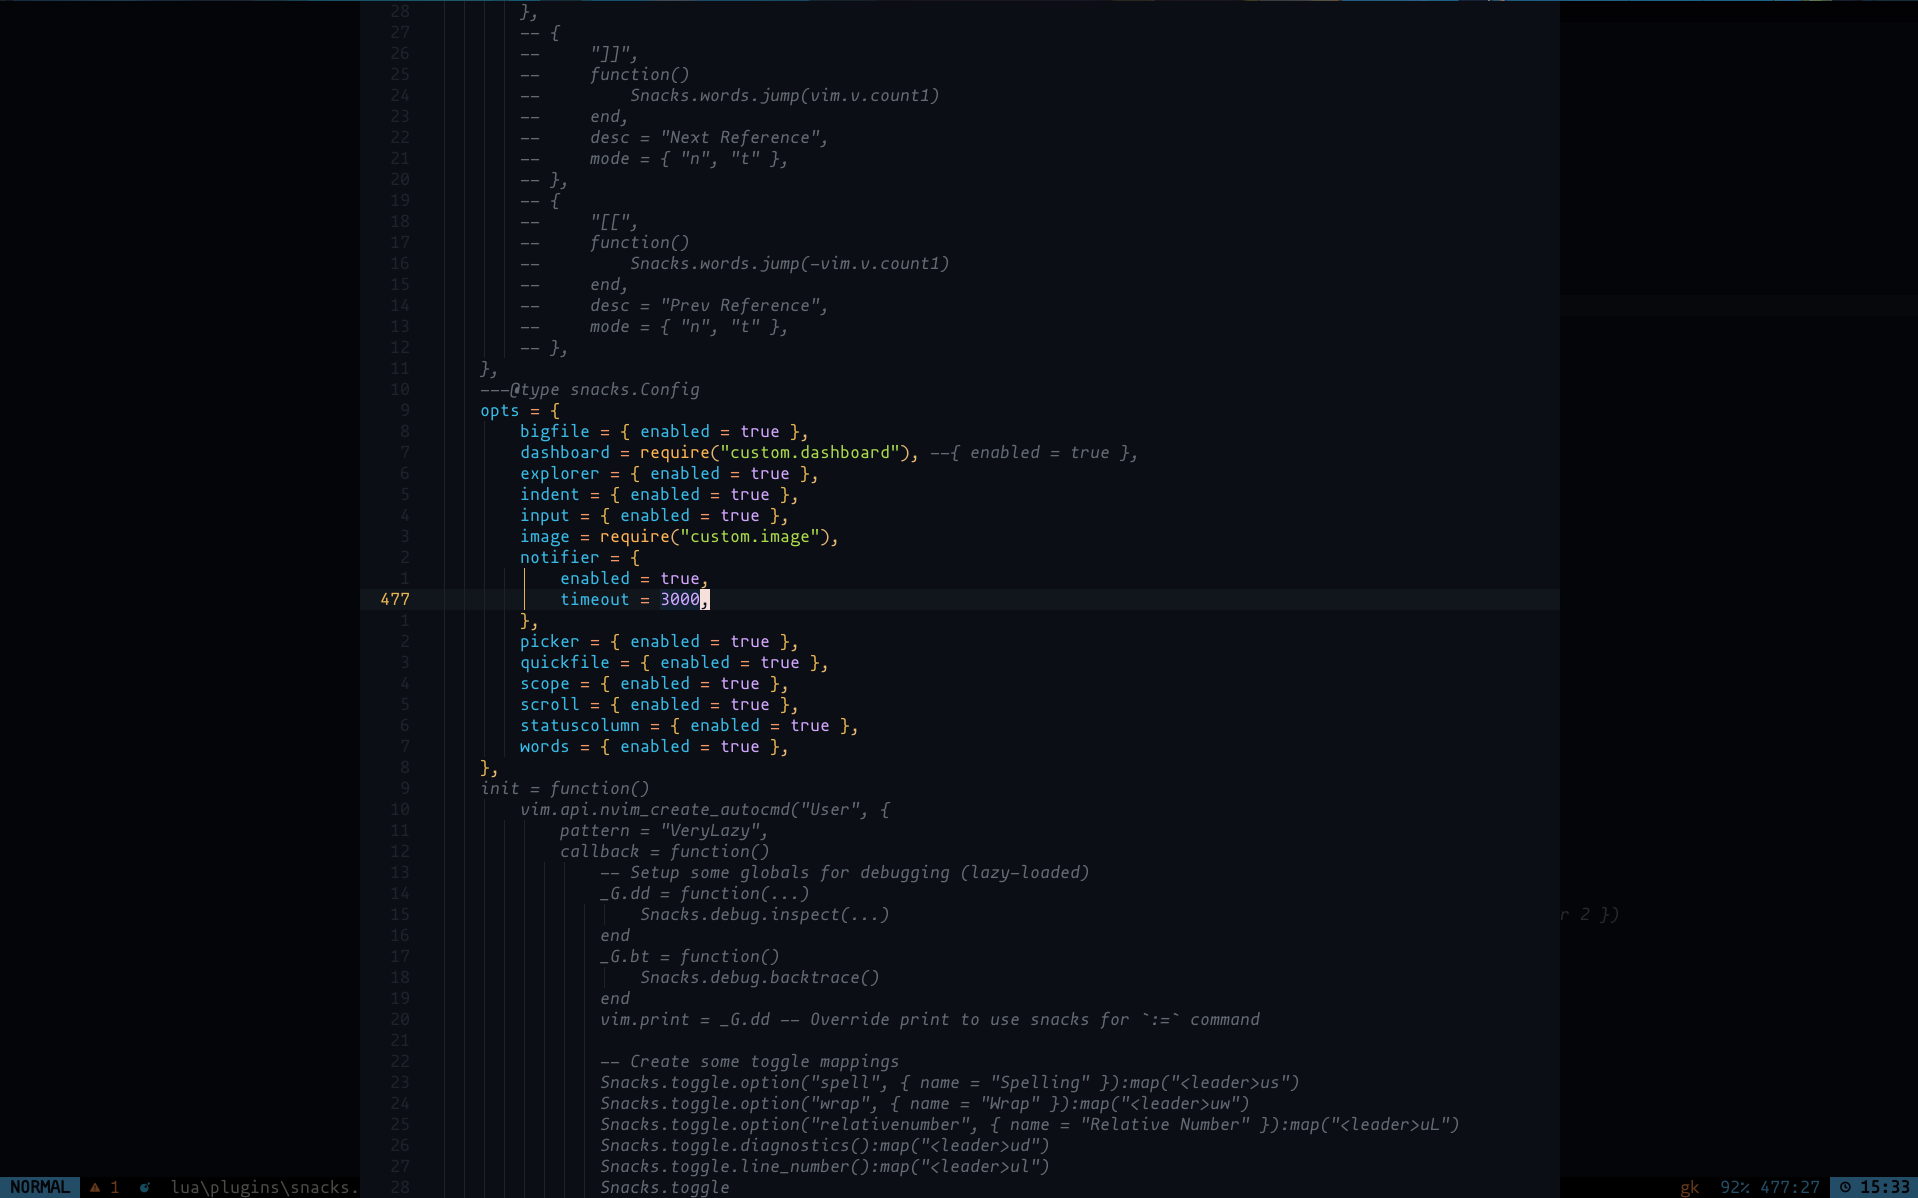 28 },
27 -- {
26 -- "]]",
25 -- function()
24 -- Snacks.words.jump(vim.v.count1)
23 -- end,
22 -- desc = "Next Reference",
21 -- mode = { "n", "t" },
20 -- },
19 -- {
18 -- "[[",
17 -- function()
16 -- Snacks.words.jump(-vim.v.count1)
15 -- end,
14 -- desc = "Prev Reference",
13 -- mode = { "n", "t" },
12 -- },
11 },
10 ---@type snacks.Config
9 opts = {
8 bigfile = { enabled = true },
7 dashboard = require("custom.dashboard"), --{ enabled = true },
6 explorer = { enabled = true },
5 indent = { enabled = true },
4 input = { enabled = true },
3 image = require("custom.image"),
2 notifier = {
1 enabled = true,
477 timeout = 3000,
1 },
2 picker = { enabled = true },
3 quickfile = { enabled = true },
4 scope = { enabled = true },
5 scroll = { enabled = true },
6 statuscolumn = { enabled = true },
7 words = { enabled = true },
8 },
9 init = function()
10 vim.api.nvim_create_autocmd("User", {
11 pattern = "VeryLazy",
12 callback = function()
13 -- Setup some globals for debugging (lazy-loaded)
14 _G.dd = function(...)
15 Snacks.debug.inspect(...) r 2 })
16 end
17 _G.bt = function()
18 Snacks.debug.backtrace()
19 end
20 vim.print = _G.dd -- Override print to use snacks for `:=` command
21
22 -- Create some toggle mappings
23 Snacks.toggle.option("spell", { name = "Spelling" }):map("<leader>us")
24 Snacks.toggle.option("wrap", { name = "Wrap" }):map("<leader>uw")
25 Snacks.toggle.option("relativenumber", { name = "Relative Number" }):map("<leader>uL")
26 Snacks.toggle.diagnostics():map("<leader>ud")
27 Snacks.toggle.line_number():map("<leader>ul")
28 Snacks.toggle
NORMAL 1 lua\plugins\snacks. gk 92% 477:27 15:33